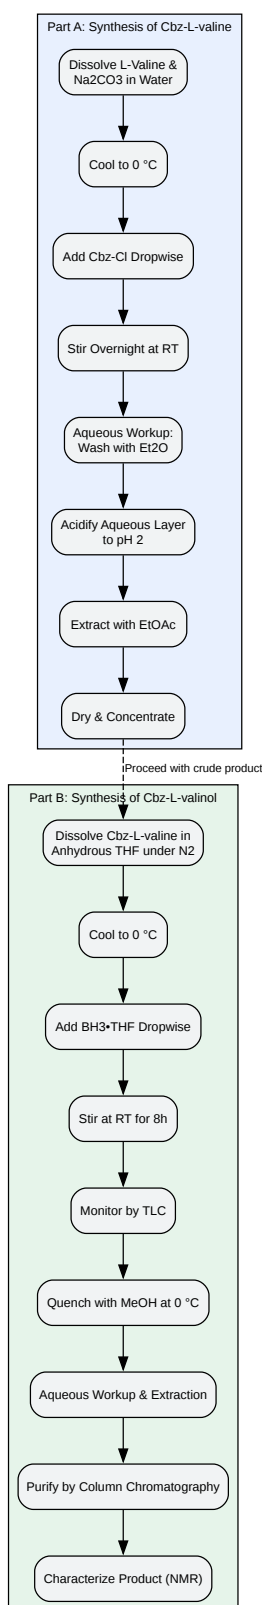 Part A: Synthesis of Cbz-L-valine
Dissolve L-Valine &
Na2CO3 in Water
Cool to 0 °C
Add Cbz-Cl Dropwise
Stir Overnight at RT
Aqueous Workup:
Wash with Et2O
Acidify Aqueous Layer
to pH 2
Extract with EtOAc
Dry & Concentrate
Proceed with crude product
Part B: Synthesis of Cbz-L-valinol
Dissolve Cbz-L-valine in
Anhydrous THF under N2
Cool to 0 °C
Add BH3•THF Dropwise
Stir at RT for 8h
Monitor by TLC
Quench with MeOH at 0 °C
Aqueous Workup & Extraction
Purify by Column Chromatography
Characterize Product (NMR)